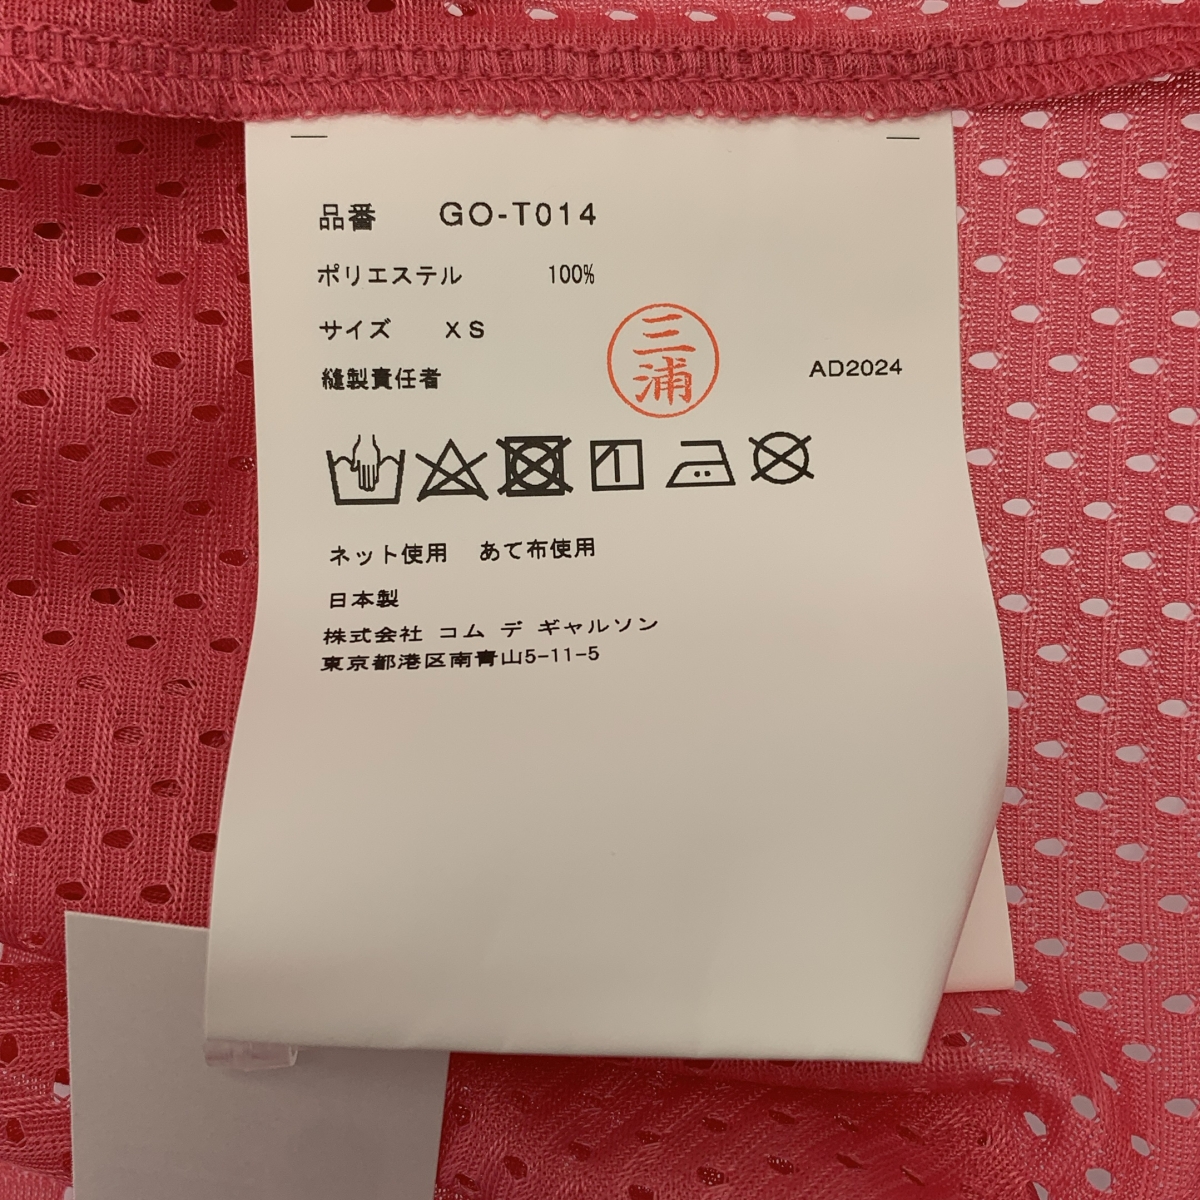 品番 GO-T014
ポリエステル 100%
サイズ XS
縫製責任者
三浦
AD2024
ネット使用 あて布使用
日本製
株式会社 コム デ ギャルソン
東京都港区南青山5-11-5